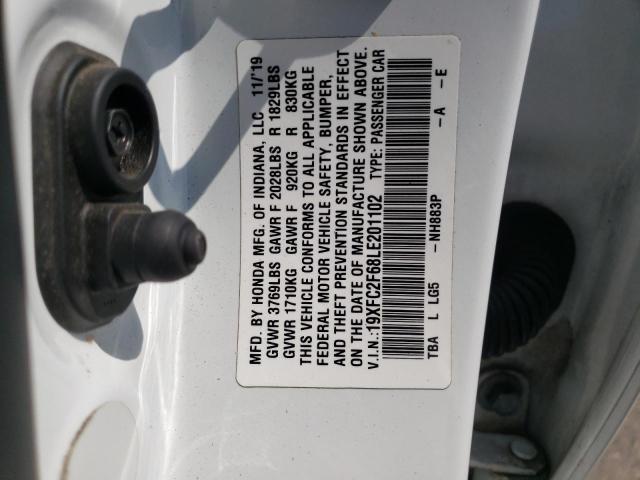 MFD. BY HONDA MFG. OF INDIANA, LLC 11/'19
GVWR 3769LBS GAWR F 2028LBS R 1829LBS
GVWR 1710KG GAWR F 920KG R 830KG
THIS VEHICLE CONFORMS TO ALL APPLICABLE
FEDERAL MOTOR VEHICLE SAFETY, BUMPER,
AND THEFT PREVENTION STANDARDS IN EFFECT
ON THE DATE OF MANUFACTURE SHOWN ABOVE.
V.I.N.:19XFC2F68LE201102 TYPE: PASSENGER CAR
TBA L LG5 -NH883P -A -E